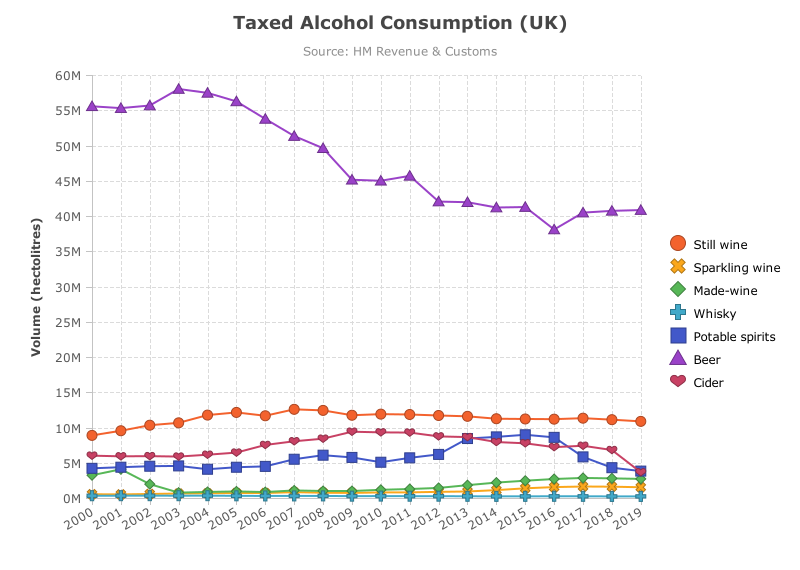 Taxed Alcohol Consumption (UK)
Source: HM Revenue & Customs
Volume (hectolitres)
60M
55M
50M
45M
40M
35M
30M
25M
20M
15M
10M
5M
0M
2000 2001 2002 2003 2004 2005 2006 2007 2008 2009 2010 2011 2012 2013 2014 2015 2016 2017 2018 2019
Still wine
Sparkling wine
Made-wine
Whisky
Potable spirits
Beer
Cider